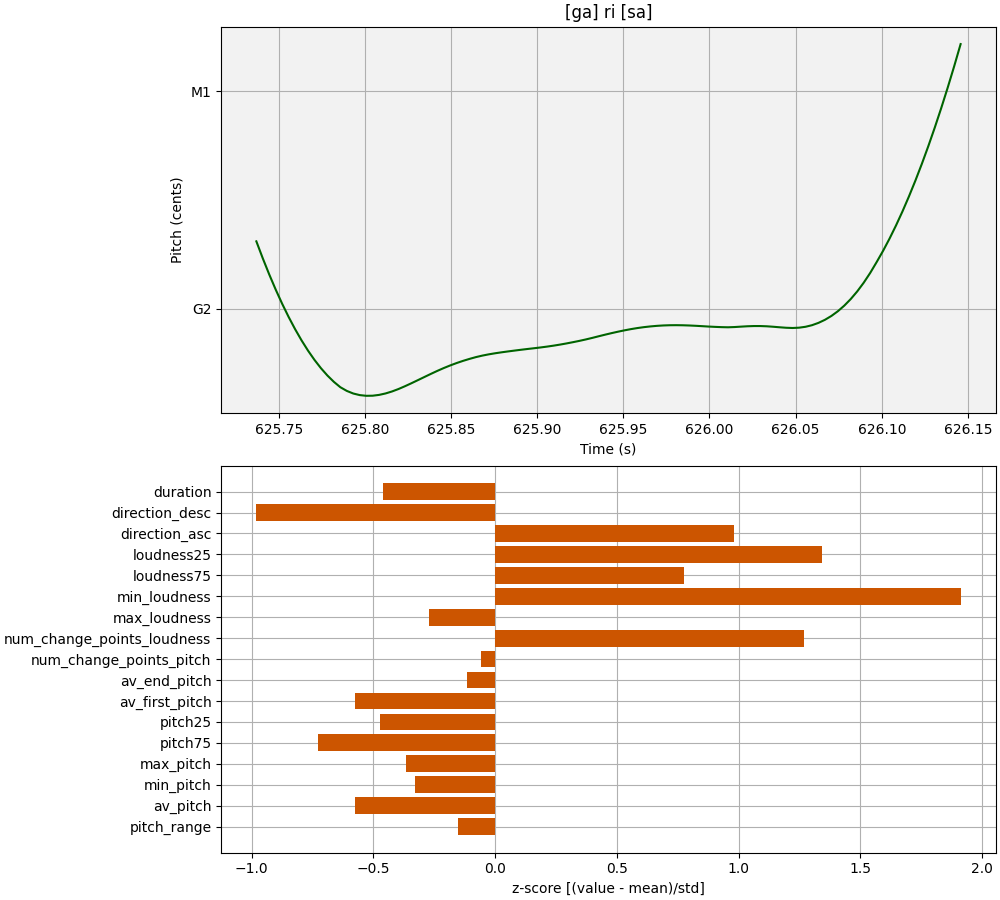 [ga] ri [sa]
M1
G2
Pitch (cents)
625.75 625.80 625.85 625.90 625.95 626.00 626.05 626.10 626.15
Time (s)
duration
direction_desc
direction_asc
loudness25
loudness75
min_loudness
max_loudness
num_change_points_loudness
num_change_points_pitch
av_end_pitch
av_first_pitch
pitch25
pitch75
max_pitch
min_pitch
av_pitch
pitch_range
−1.0 −0.5 0.0 0.5 1.0 1.5 2.0
z-score [(value - mean)/std]